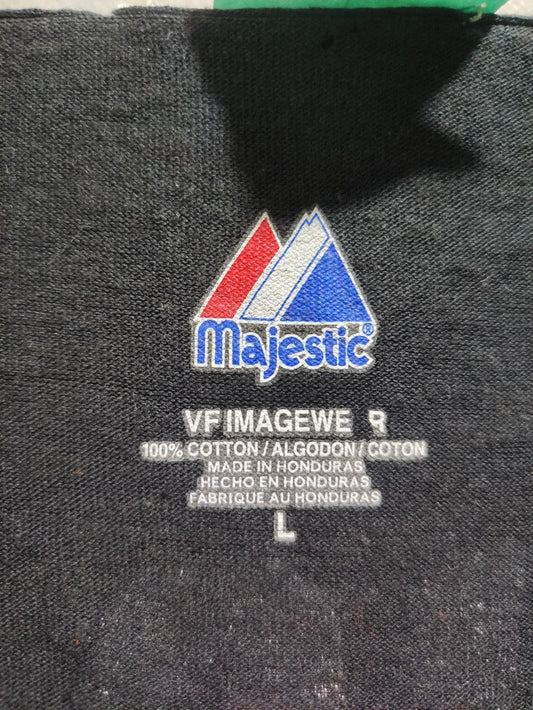 Majestic®
VF IMAGEWE R
100% COTTON / ALGODON / COTON
MADE IN HONDURAS
HECHO EN HONDURAS
FABRIQUE AU HONDURAS
L